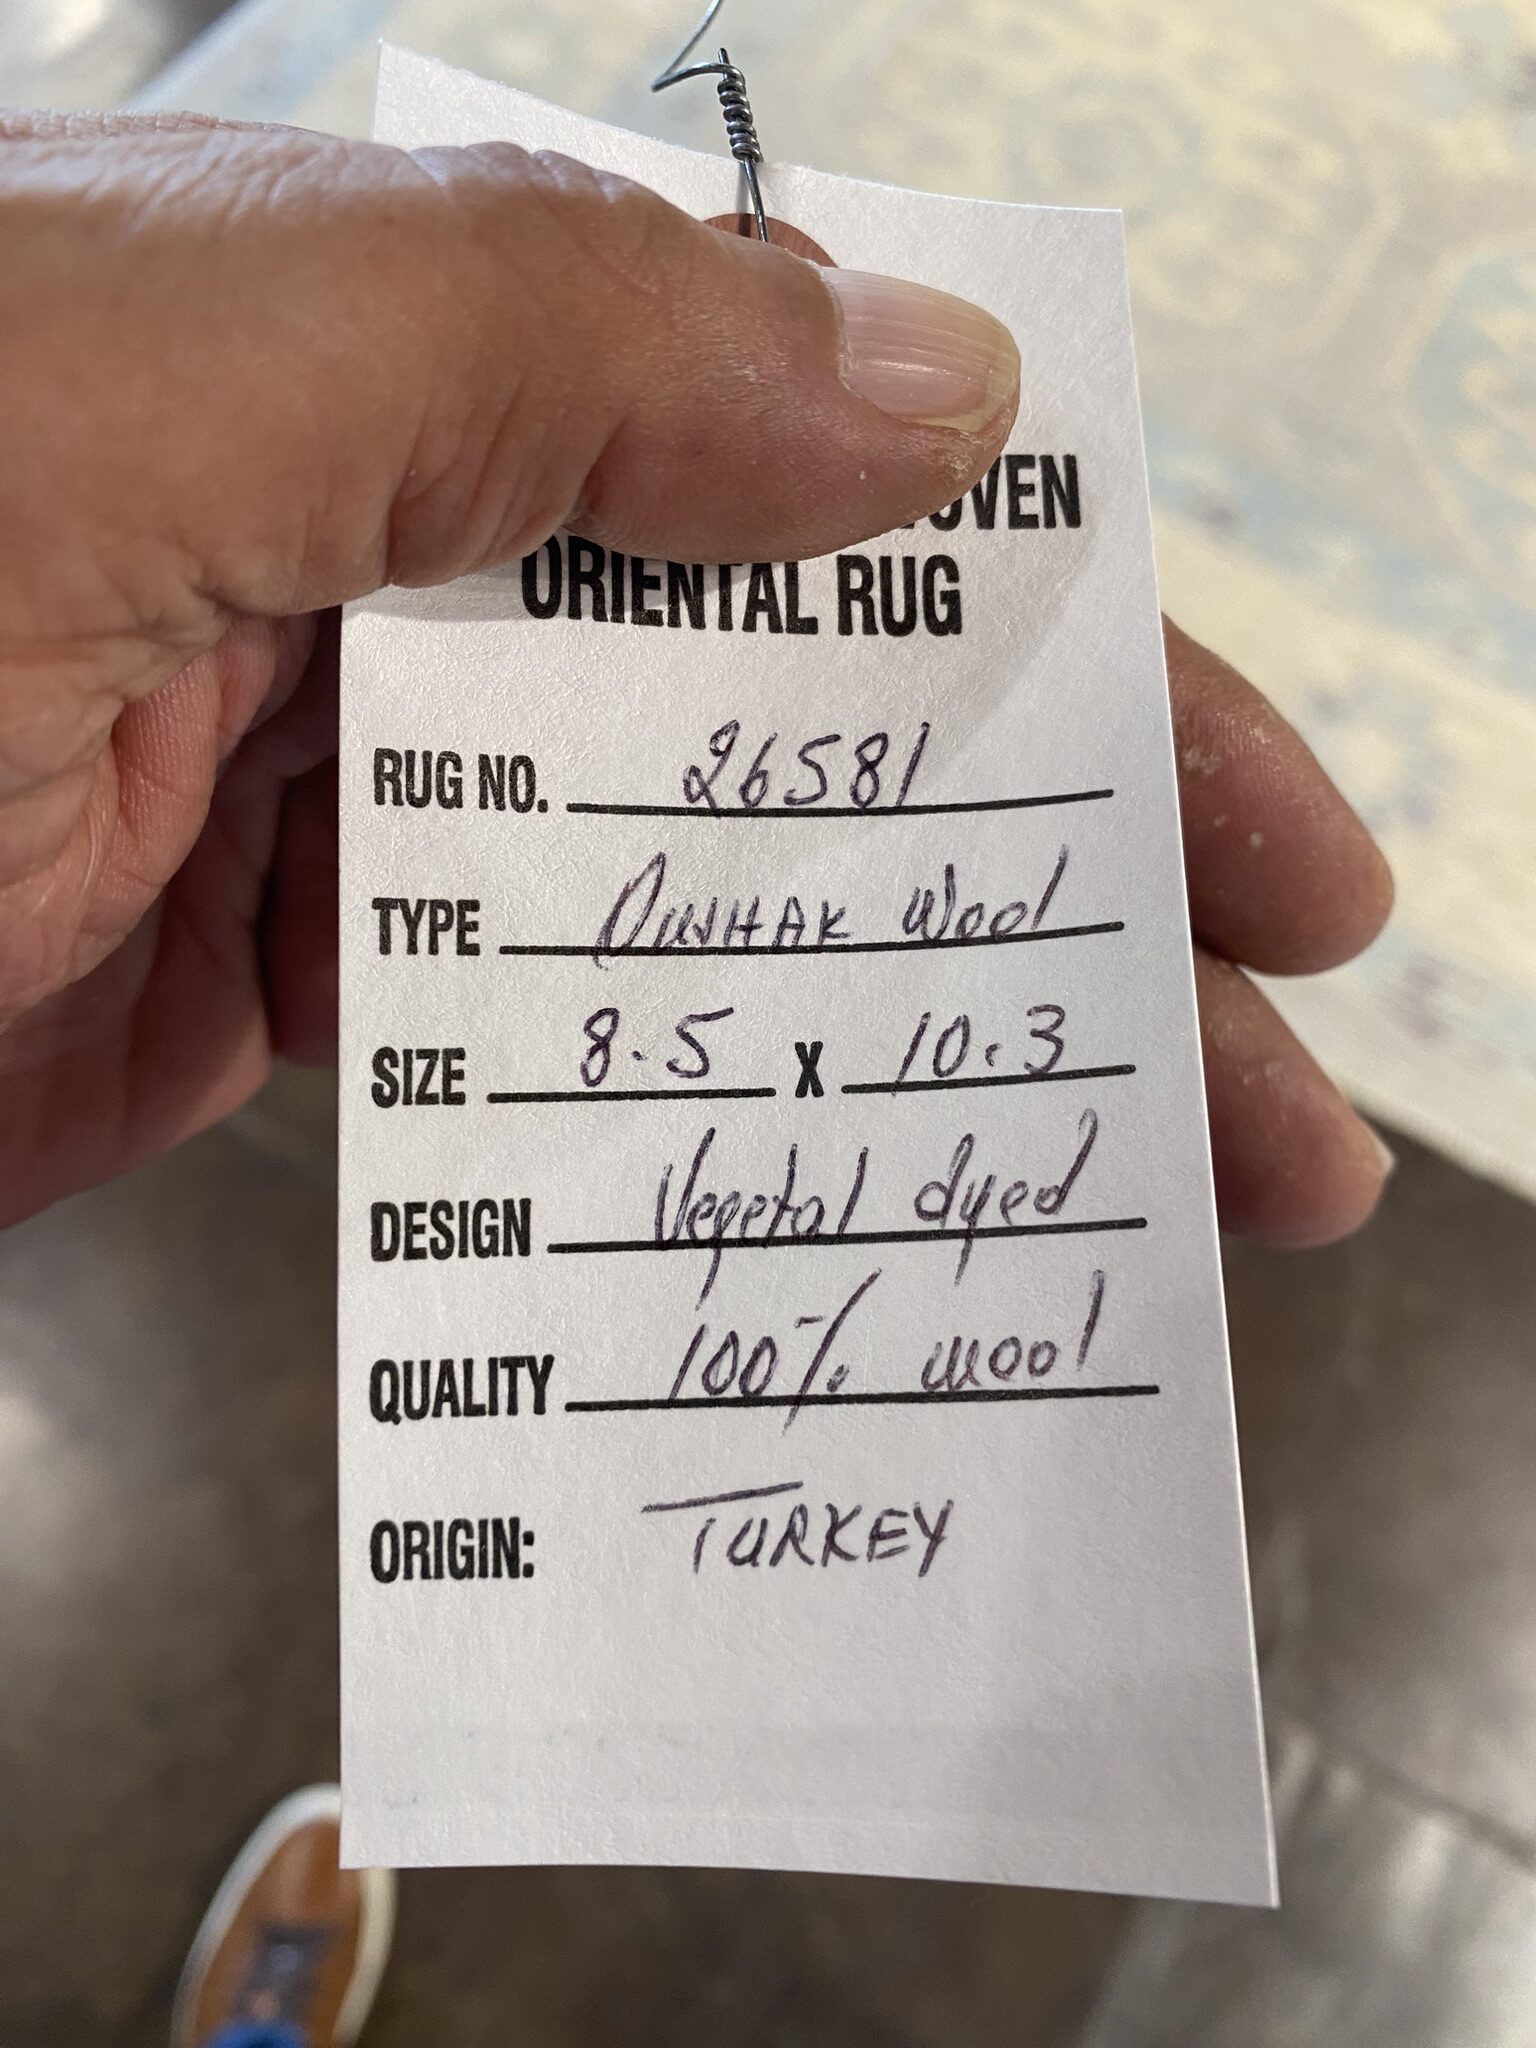 ORIENTAL RUG
RUG NO. 26581
TYPE Oushak Wool
SIZE 8.5 X 10.3
DESIGN Vegetal dyed
QUALITY 100% wool
ORIGIN: TURKEY